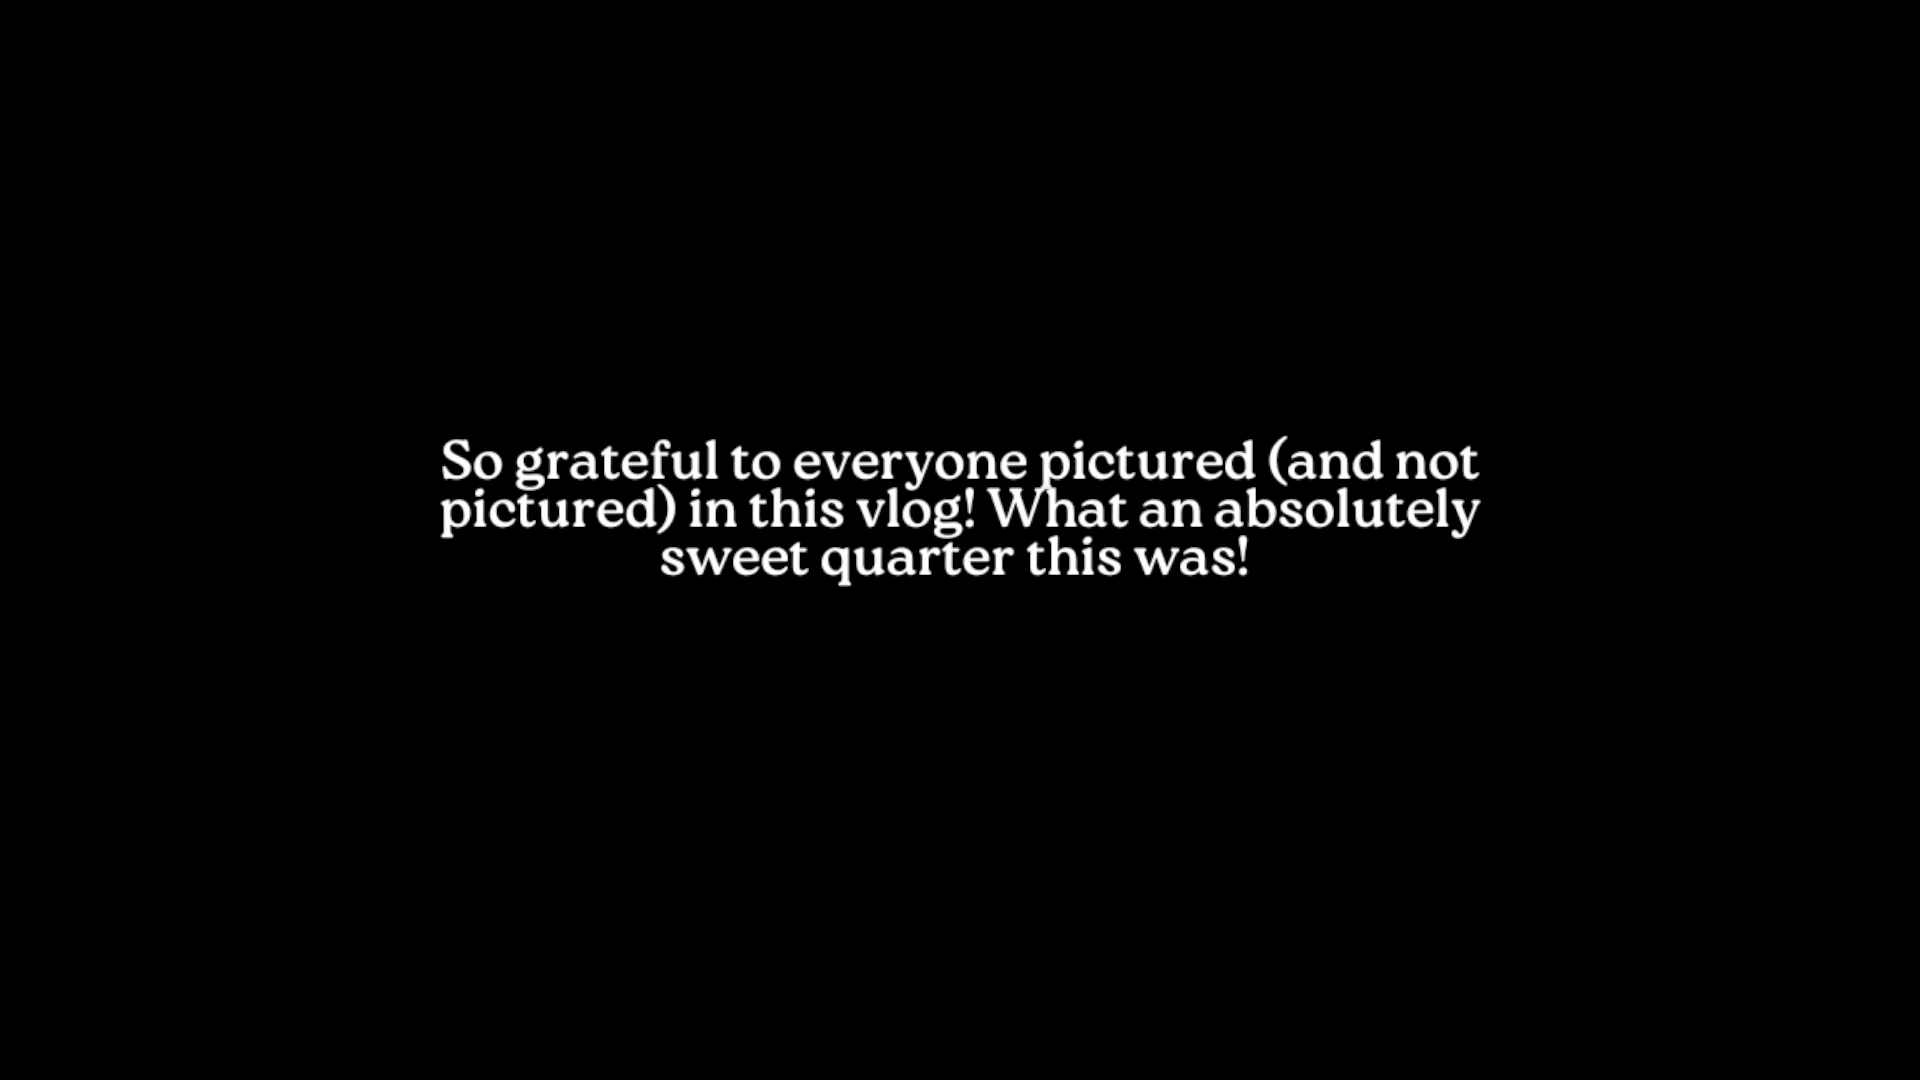 So grateful to everyone pictured (and not
pictured) in this vlog! What an absolutely
sweet quarter this was!